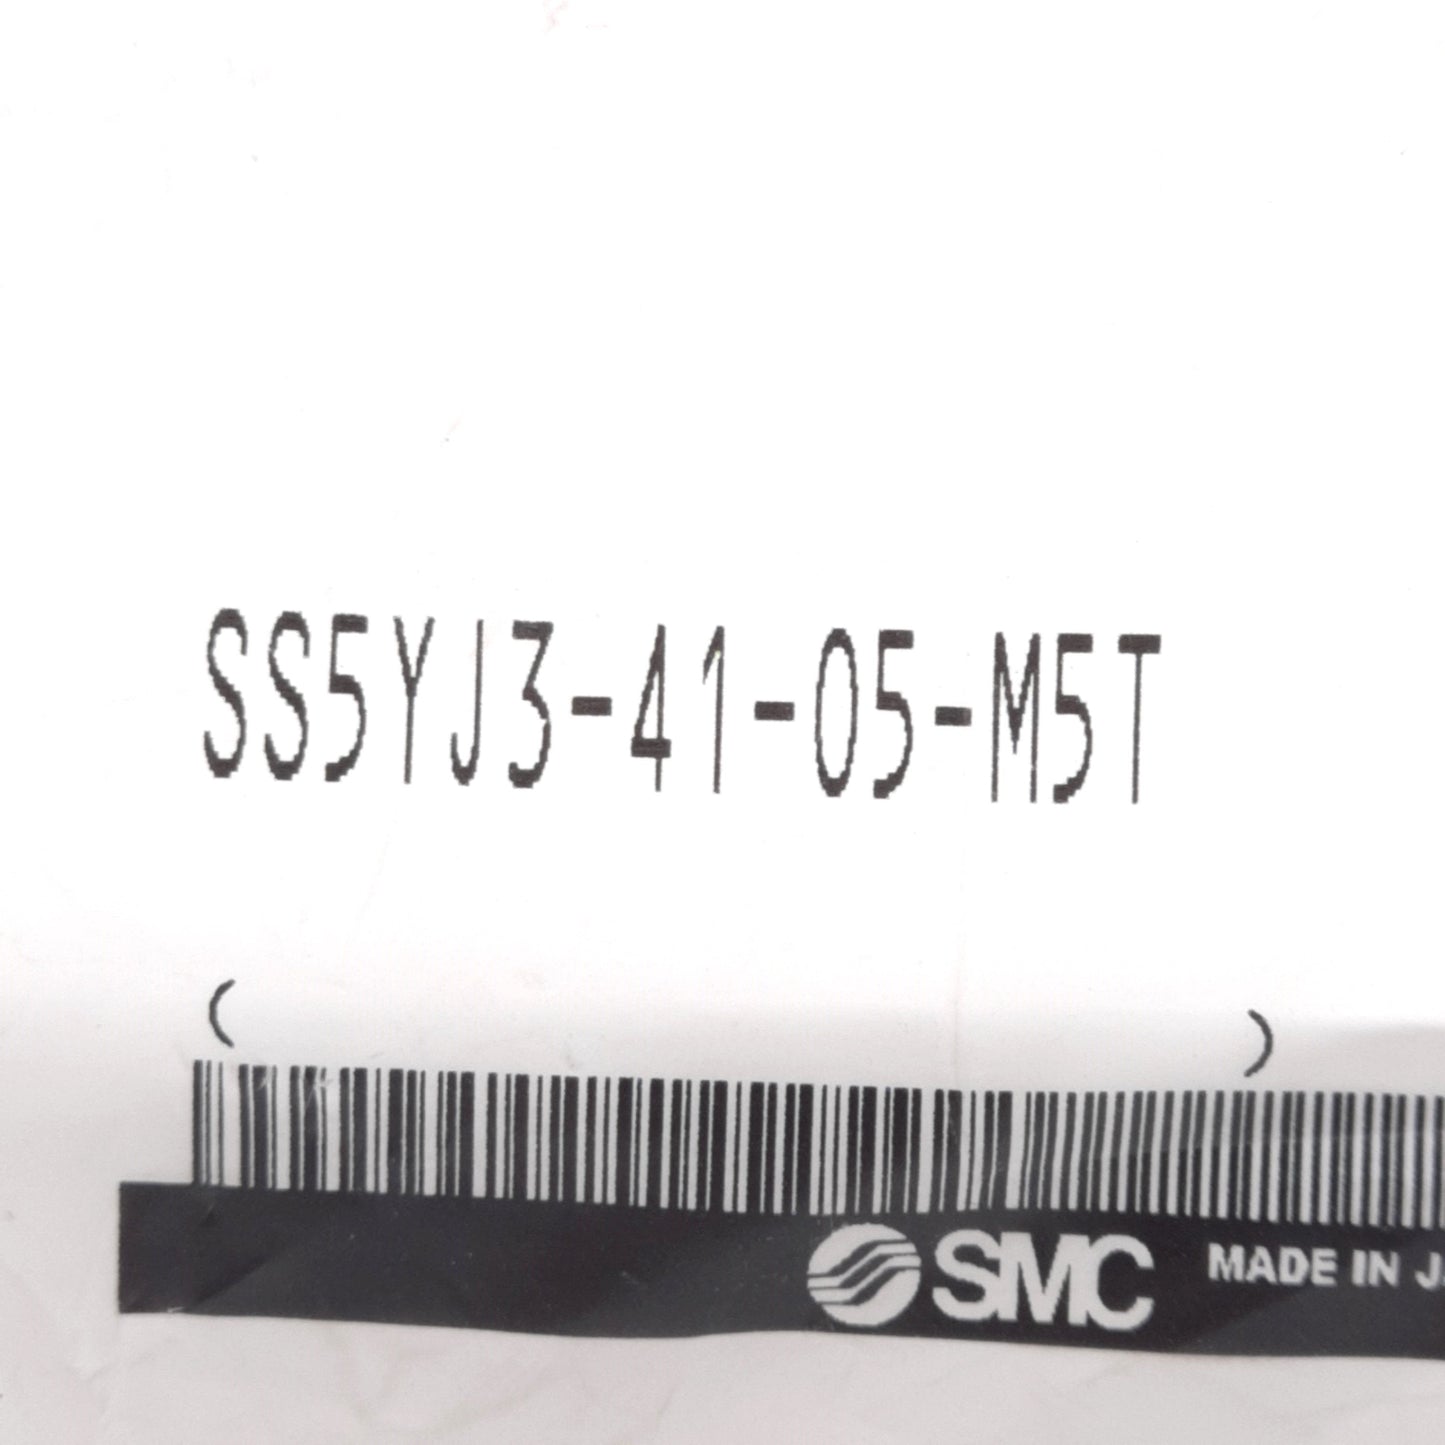 SS5YJ3-41-05-M5T
( )
SMC MADE IN J